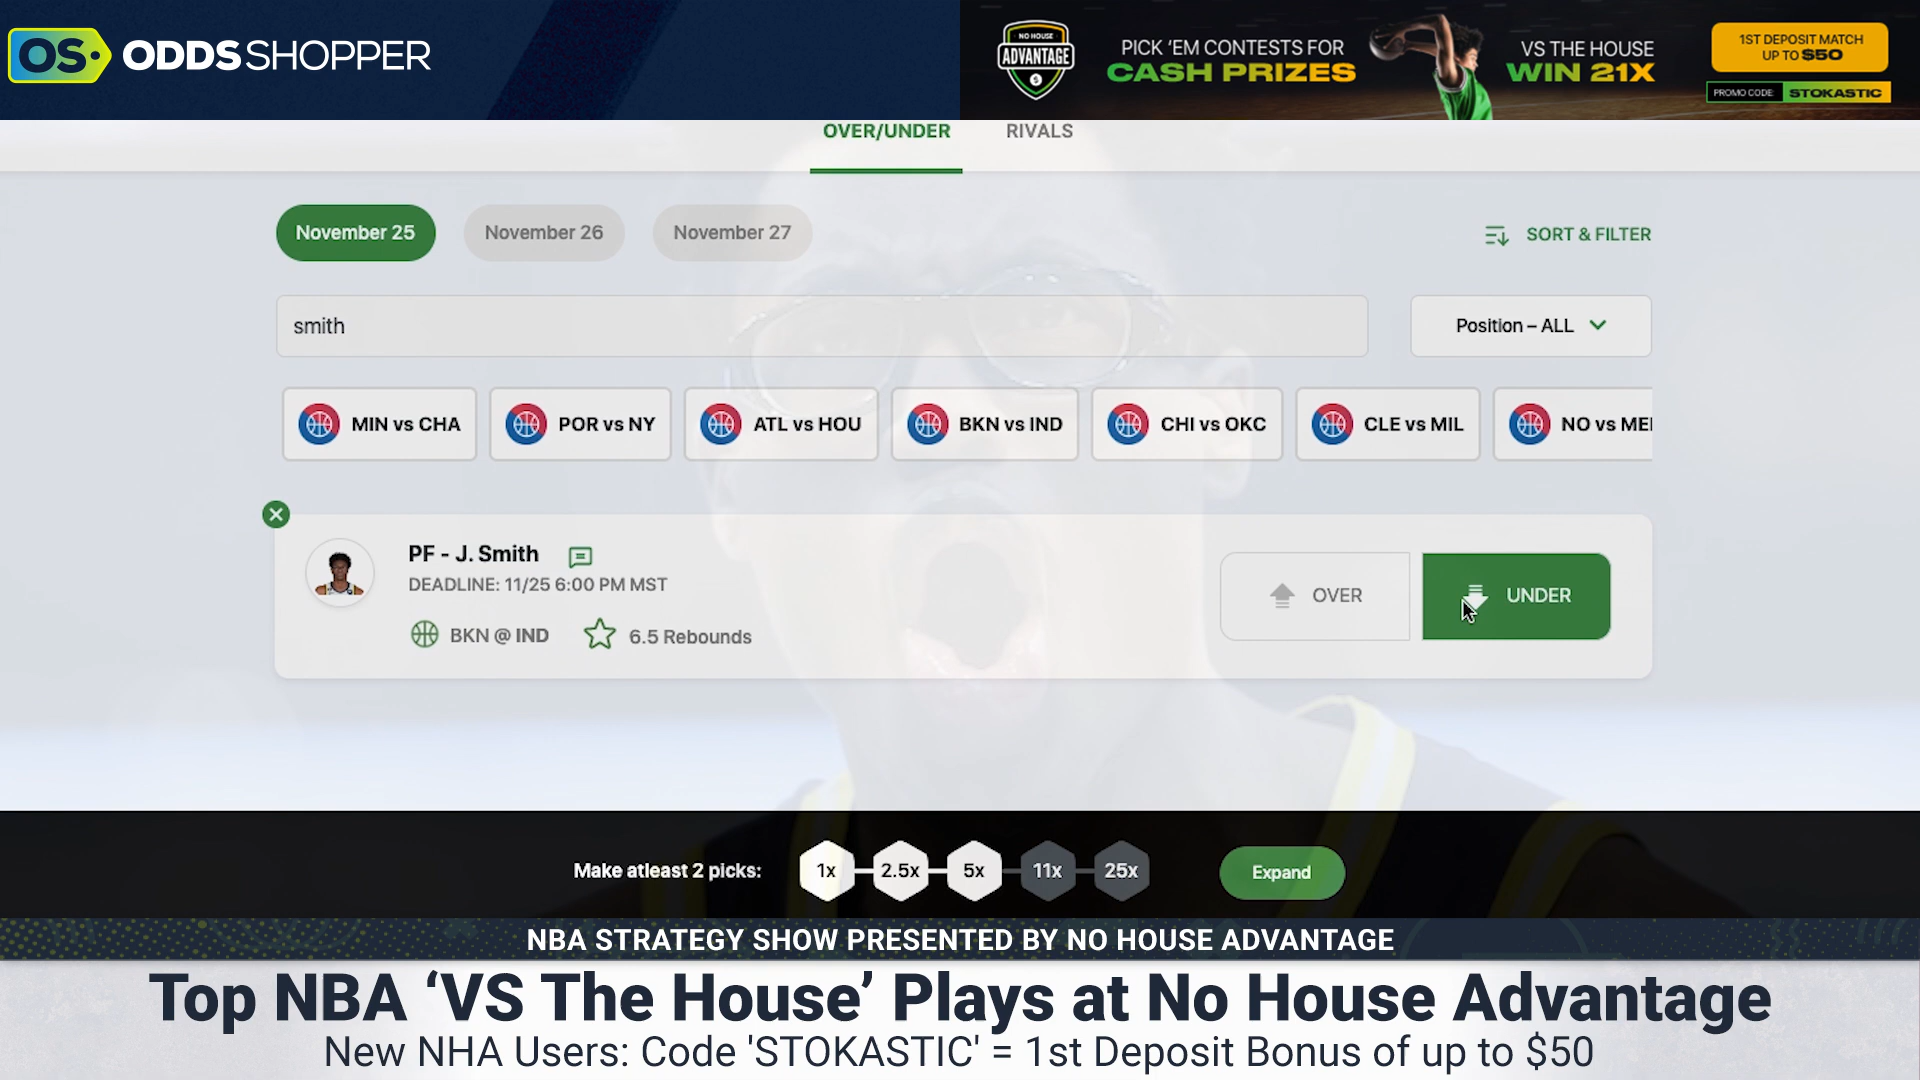 OS.
ODDSSHOPPER
NO HOUSE
ADVANTAGE
PICK 'EM CONTESTS FOR
CASH PRIZES
VS THE HOUSE
WIN 21X
1ST DEPOSIT MATCH
UP TO $50
PROMO CODE: STOKASTIC
OVER/UNDER RIVALS
November 25 November 26 November 27
SORT & FILTER
smith
Position – ALL
MIN vs CHA POR vs NY ATL vs HOU BKN vs IND CHI vs OKC CLE vs MIL NO vs MEI
PF - J. Smith
DEADLINE: 11/25 6:00 PM MST
BKN @ IND 6.5 Rebounds
OVER UNDER
Make atleast 2 picks: 1x 2.5x 5x 11x 25x Expand
NBA STRATEGY SHOW PRESENTED BY NO HOUSE ADVANTAGE
Top NBA ‘VS The House’ Plays at No House Advantage
New NHA Users: Code 'STOKASTIC' = 1st Deposit Bonus of up to $50